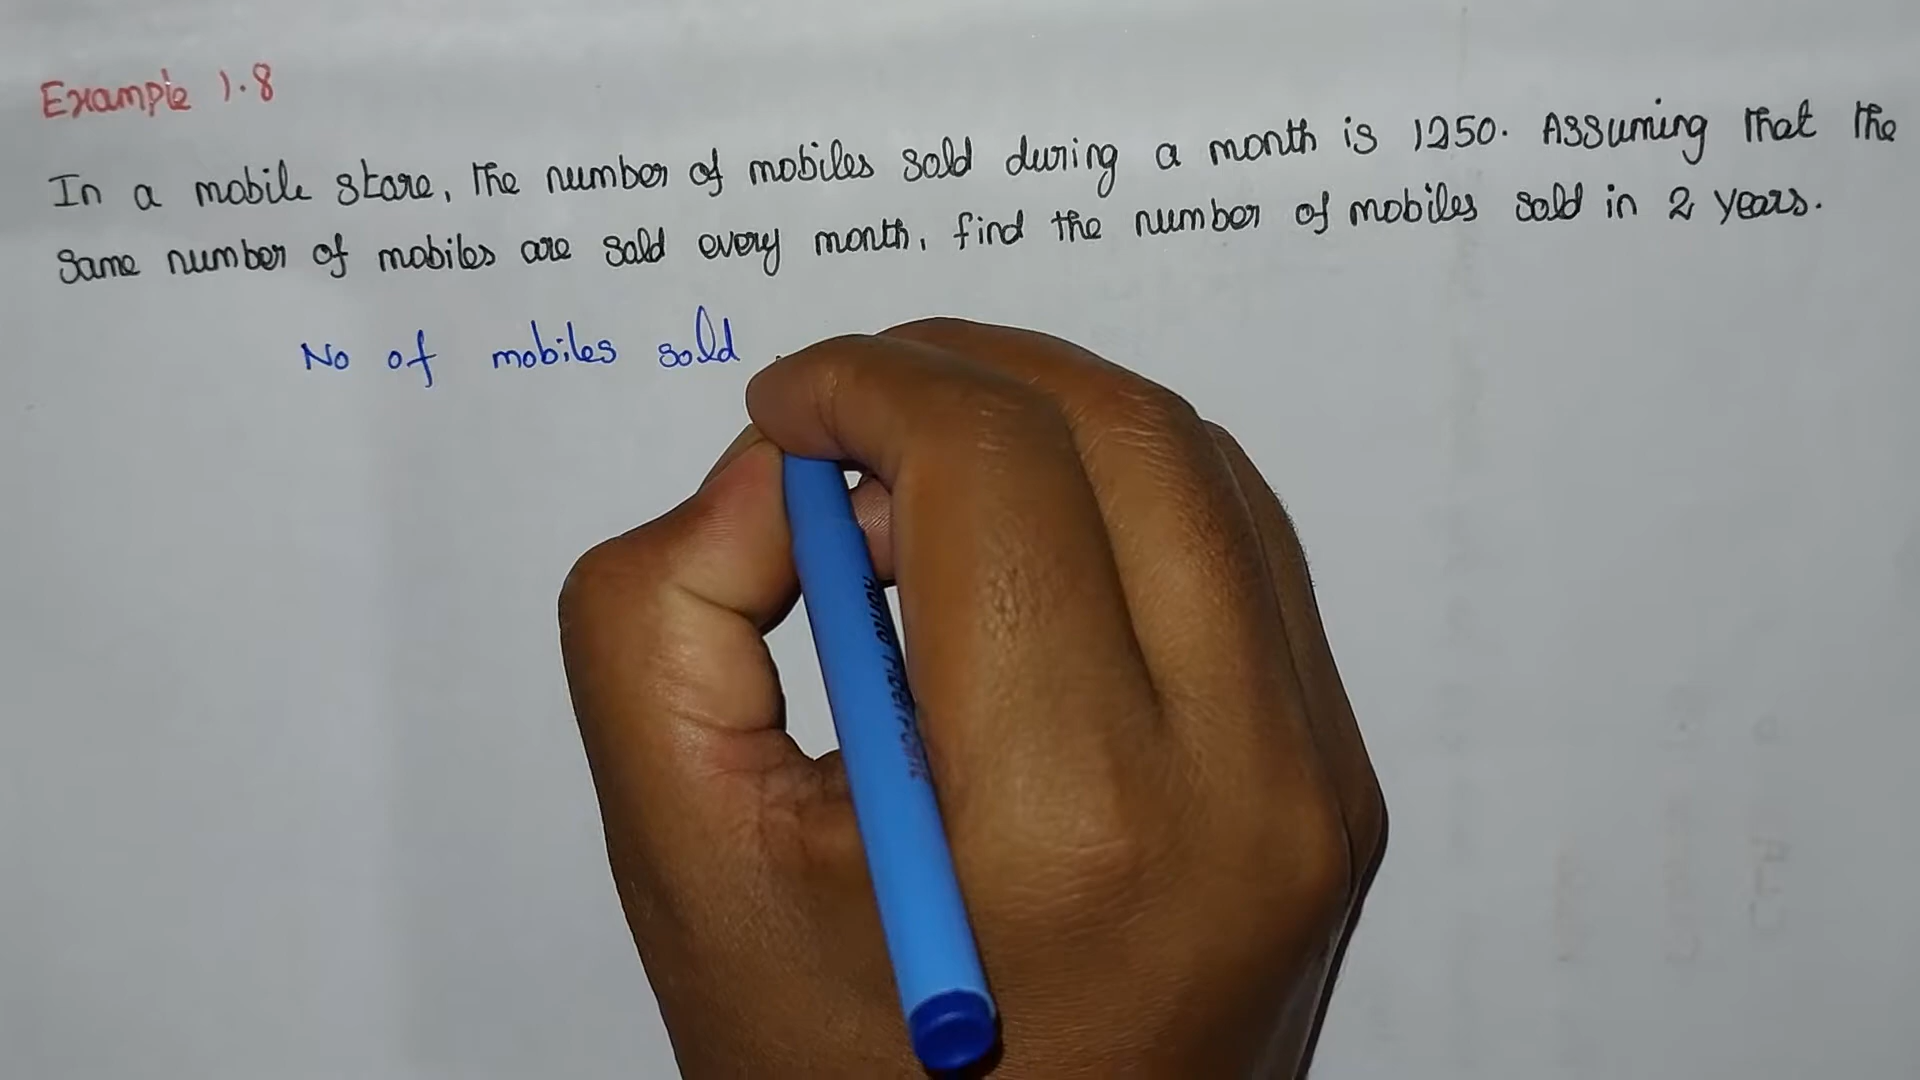 Example 1.8
In a mobile store, the number of mobiles sold during a month is 1250. Assuming that the
Same number of mobiles are sold every month, find the number of mobiles sold in 2 years.
No of mobiles sold